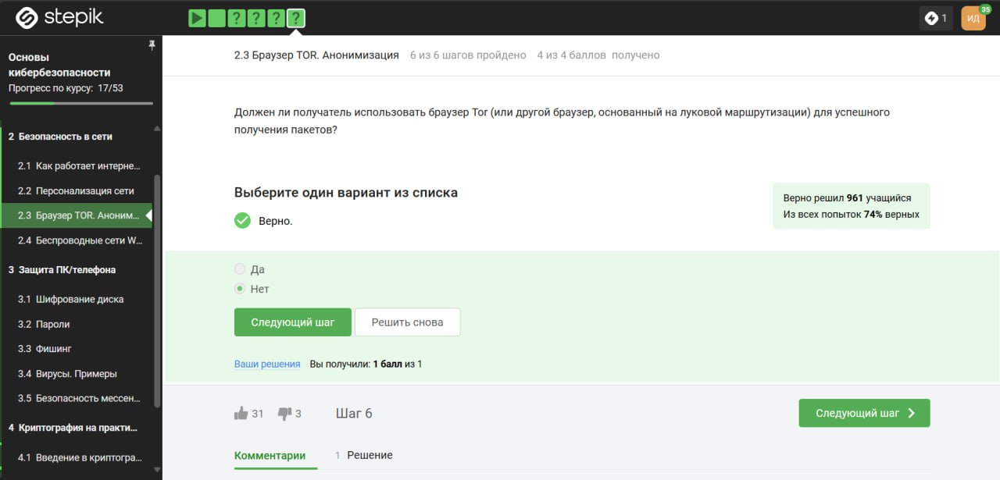 stepik
? ? ? ?
1
ИД
35
Основы
кибербезопасности
Прогресс по курсу: 17/53
2 Безопасность в сети
2.1 Как работает интерне...
2.2 Персонализация сети
2.3 Браузер TOR. Аноним...
2.4 Беспроводные сети W...
3 Защита ПК/телефона
3.1 Шифрование диска
3.2 Пароли
3.3 Фишинг
3.4 Вирусы. Примеры
3.5 Безопасность мессен...
4 Криптография на практи...
4.1 Введение в криптогра...
2.3 Браузер TOR. Анонимизация 6 из 6 шагов пройдено 4 из 4 баллов получено
Должен ли получатель использовать браузер Tor (или другой браузер, основанный на луковой маршрутизации) для успешного
получения пакетов?
Выберите один вариант из списка
Верно.
Верно решил 961 учащийся
Из всех попыток 74% верных
Да
Нет
Следующий шаг Решить снова
Ваши решения Вы получили: 1 балл из 1
31 3 Шаг 6
Следующий шаг
Комментарии 1 Решение